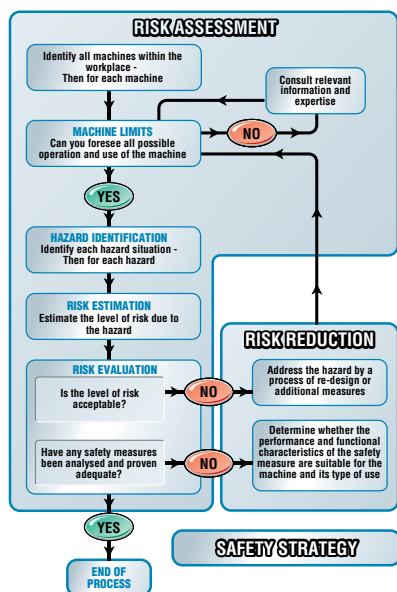 RISK ASSESSMENT
Identify all machines within the
workplace -
Then for each machine
Consult relevant
information and
expertise
MACHINE LIMITS
Can you foresee all possible
operation and use of the machine
NO
YES
HAZARD IDENTIFICATION
Identify each hazard situation -
Then for each hazard
RISK ESTIMATION
Estimate the level of risk due to
the hazard
RISK EVALUATION
Is the level of risk
acceptable?
NO
Have any safety measures
been analysed and proven
adequate?
NO
RISK REDUCTION
Address the hazard by a
process of re-design or
additional measures
Determine whether the
performance and functional
characteristics of the safety
measure are suitable for the
machine and its type of use
YES
END OF
PROCESS
SAFETY STRATEGY